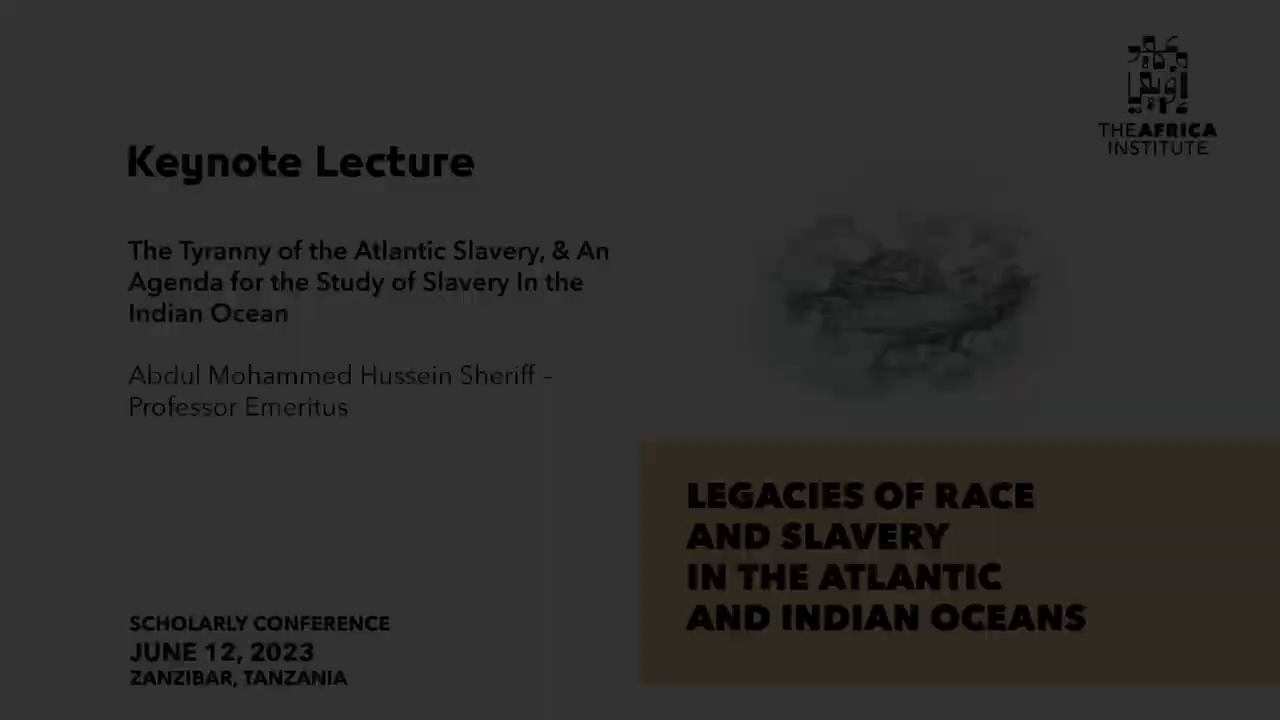 THE AFRICA
INSTITUTE
Keynote Lecture
The Tyranny of the Atlantic Slavery, & An
Agenda for the Study of Slavery In the
Indian Ocean
Abdul Mohammed Hussein Sheriff -
Professor Emeritus
LEGACIES OF RACE
AND SLAVERY
IN THE ATLANTIC
AND INDIAN OCEANS
SCHOLARLY CONFERENCE
JUNE 12, 2023
ZANZIBAR, TANZANIA